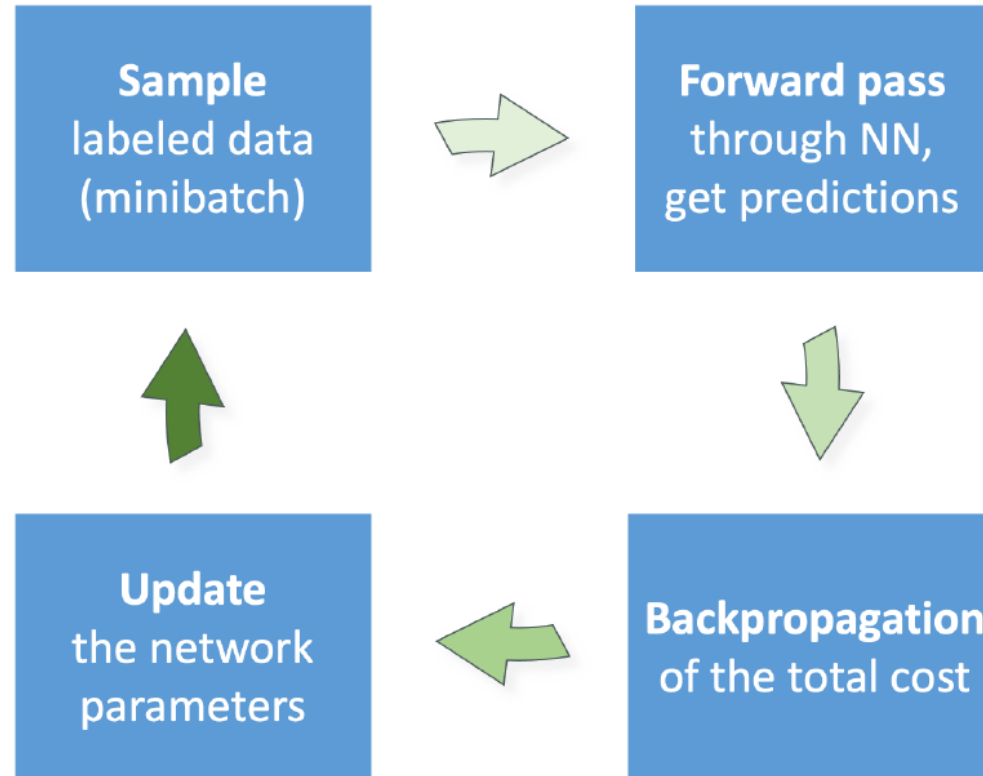 Sample
labeled data
(minibatch)
Forward pass
through NN,
get predictions
Update
the network
parameters
Backpropagation
of the total cost